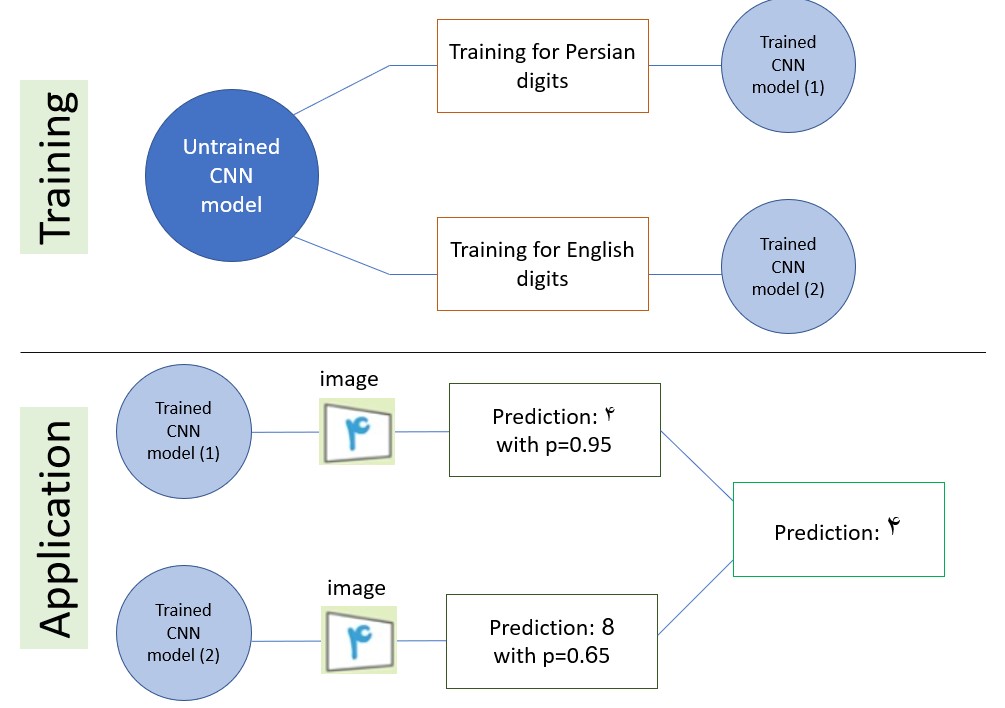 Training
Untrained
CNN
model
Training for Persian
digits
Trained
CNN
model (1)
Training for English
digits
Trained
CNN
model (2)
Application
Trained
CNN
model (1)
image
۴
Prediction: ۴
with p=0.95
Trained
CNN
model (2)
image
۴
Prediction: 8
with p=0.65
Prediction: ۴